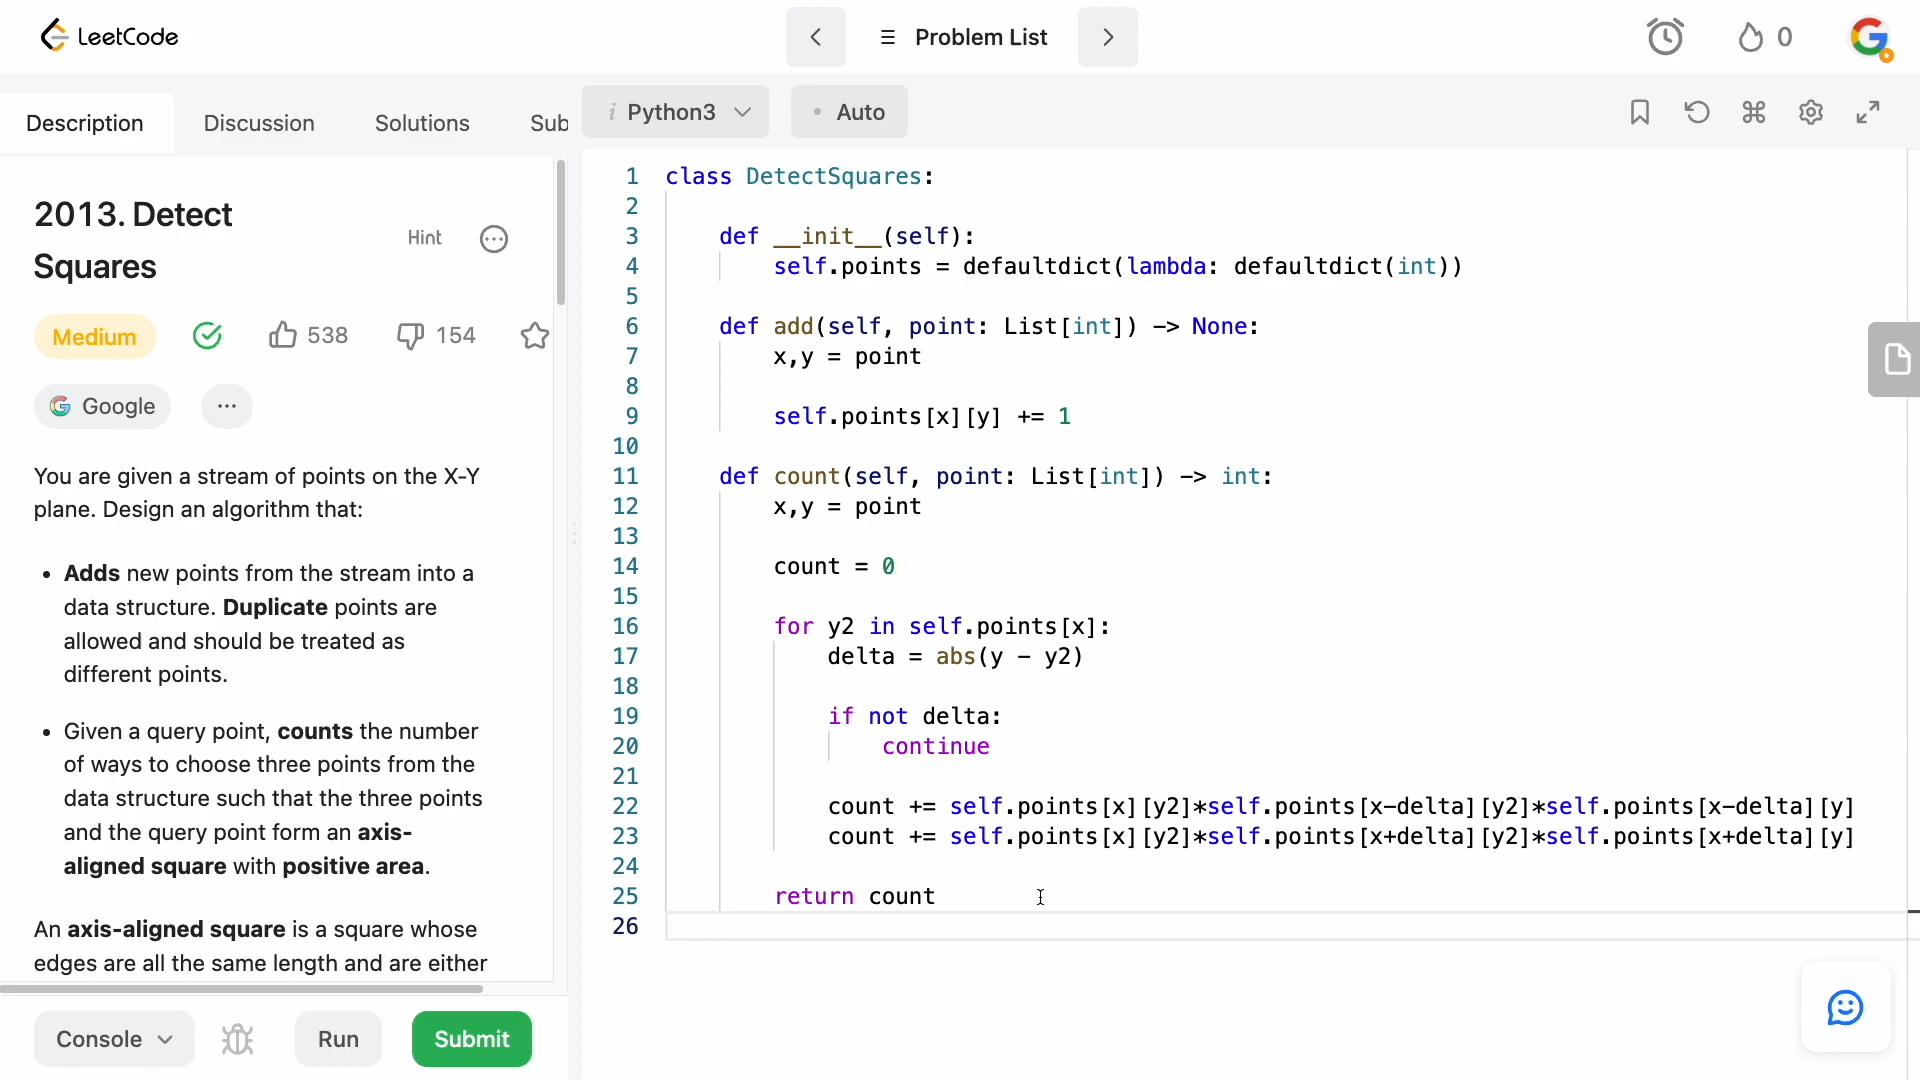 LeetCode
Problem List
0
Description
Discussion
Solutions
Sub
i Python3
Auto
2013. Detect
Squares
Hint
Medium
538
154
Google
You are given a stream of points on the X-Y
plane. Design an algorithm that:
• Adds new points from the stream into a
data structure. Duplicate points are
allowed and should be treated as
different points.
• Given a query point, counts the number
of ways to choose three points from the
data structure such that the three points
and the query point form an axis-
aligned square with positive area.
An axis-aligned square is a square whose
edges are all the same length and are either
Console
Run
Submit
1 class DetectSquares:
2
3 def __init__(self):
4 self.points = defaultdict(lambda: defaultdict(int))
5
6 def add(self, point: List[int]) -> None:
7 x,y = point
8
9 self.points[x][y] += 1
10
11 def count(self, point: List[int]) -> int:
12 x,y = point
13
14 count = 0
15
16 for y2 in self.points[x]:
17 delta = abs(y - y2)
18
19 if not delta:
20 continue
21
22 count += self.points[x][y2]*self.points[x-delta][y2]*self.points[x-delta][y]
23 count += self.points[x][y2]*self.points[x+delta][y2]*self.points[x+delta][y]
24
25 return count
26